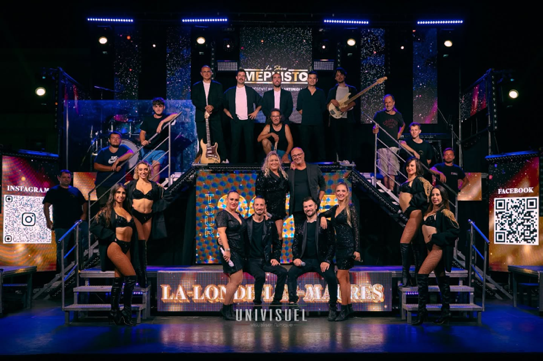 Le Show
MEPHISTO
INSTAGRAM
FACEBOOK
LA-LONDE-LES-MAURES
UNIVISUEL